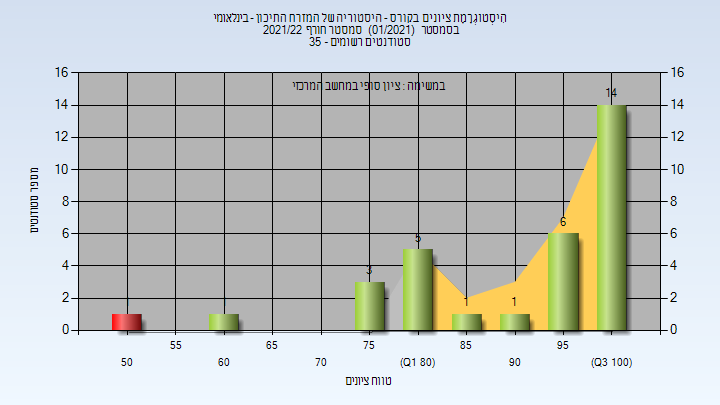 הִיסְטוֹגְרָמַת ציונים בקורס - היסטוריה של המזרח התיכון - בינלאומי
בסמסטר (01/2021) סמסטר חורף 2021/22
סטודנטים רשומים - 35
במשימה : ציון סופי במחשב המרכזי
16 16
14 14
12 12
10 10
8 8
6 6
4 4
2 2
0 0
1
3
5
1
1
6
14
מספר סטודנטים
55 65 75 85 95
50 60 70 (Q1 80) 90 (Q3 100)
טווח ציונים